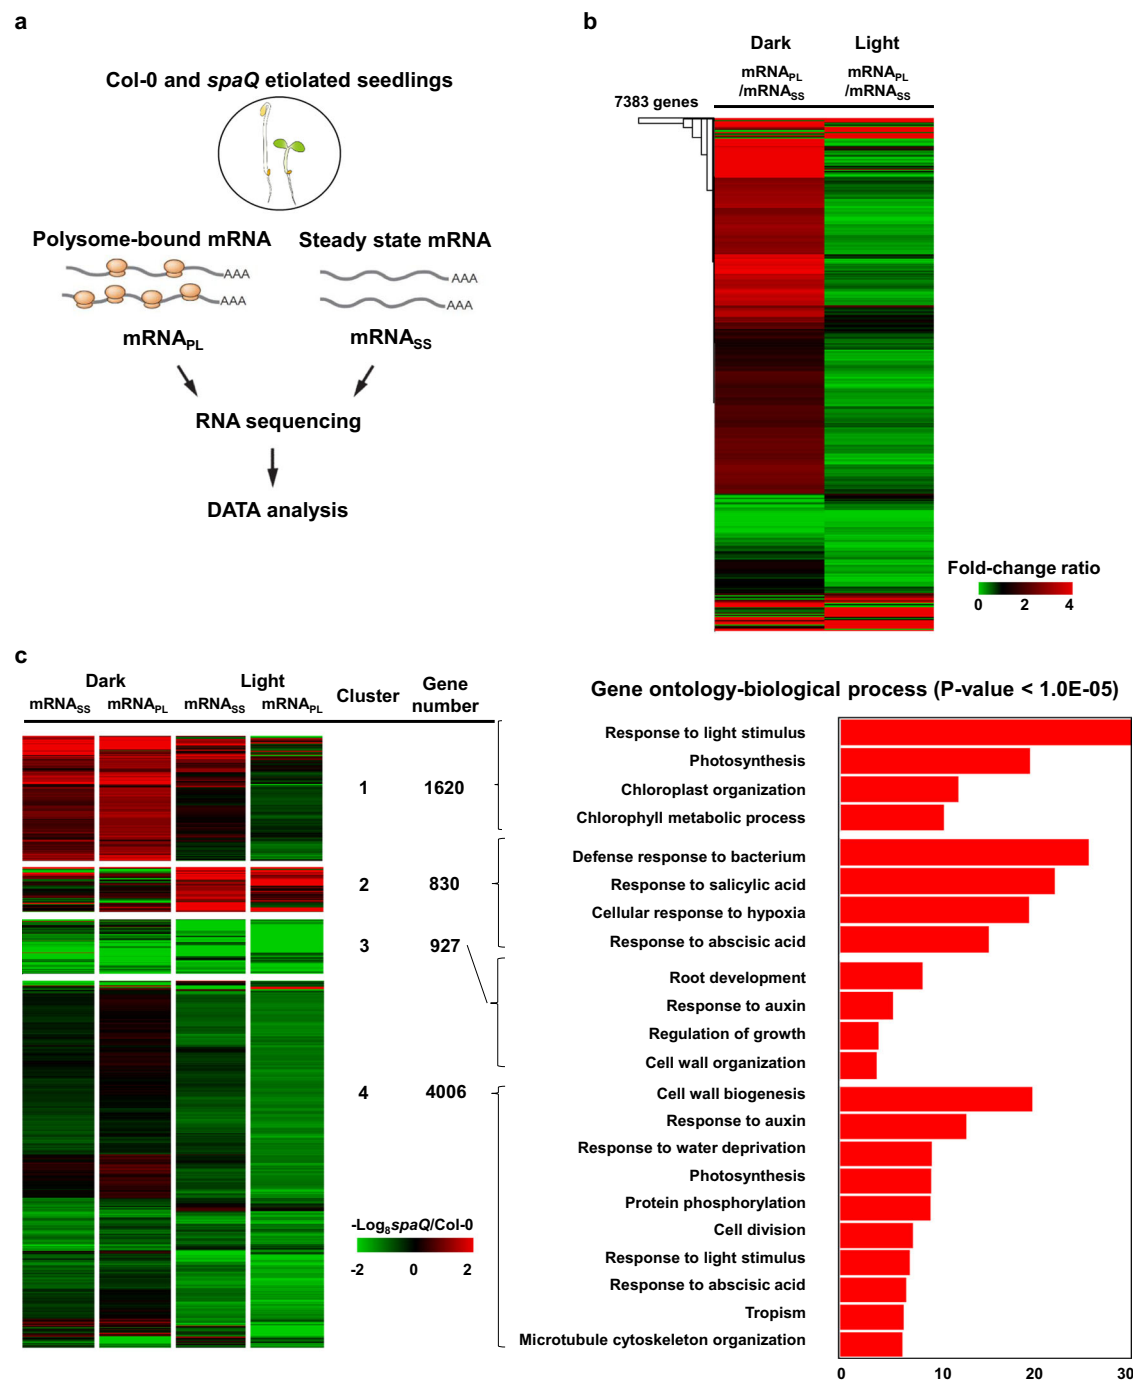 a
Col-0 and spaQ etiolated seedlings
Polysome-bound mRNA
Steady state mRNA
AAA
AAA
AAA
AAA
mRNAPL
mRNASS
RNA sequencing
DATA analysis
b
Dark
Light
mRNAPL
/mRNASS
mRNAPL
/mRNASS
7383 genes
Fold-change ratio
0 2 4
c
Dark
Light
mRNASS
mRNAPL
mRNASS
mRNAPL
Cluster
Gene
number
1 1620
2 830
3 927
4 4006
-Log8spaQ/Col-0
-2 0 2
Gene ontology-biological process (P-value < 1.0E-05)
Response to light stimulus
Photosynthesis
Chloroplast organization
Chlorophyll metabolic process
Defense response to bacterium
Response to salicylic acid
Cellular response to hypoxia
Response to abscisic acid
Root development
Response to auxin
Regulation of growth
Cell wall organization
Cell wall biogenesis
Response to auxin
Response to water deprivation
Photosynthesis
Protein phosphorylation
Cell division
Response to light stimulus
Response to abscisic acid
Tropism
Microtubule cytoskeleton organization
0 10 20 30